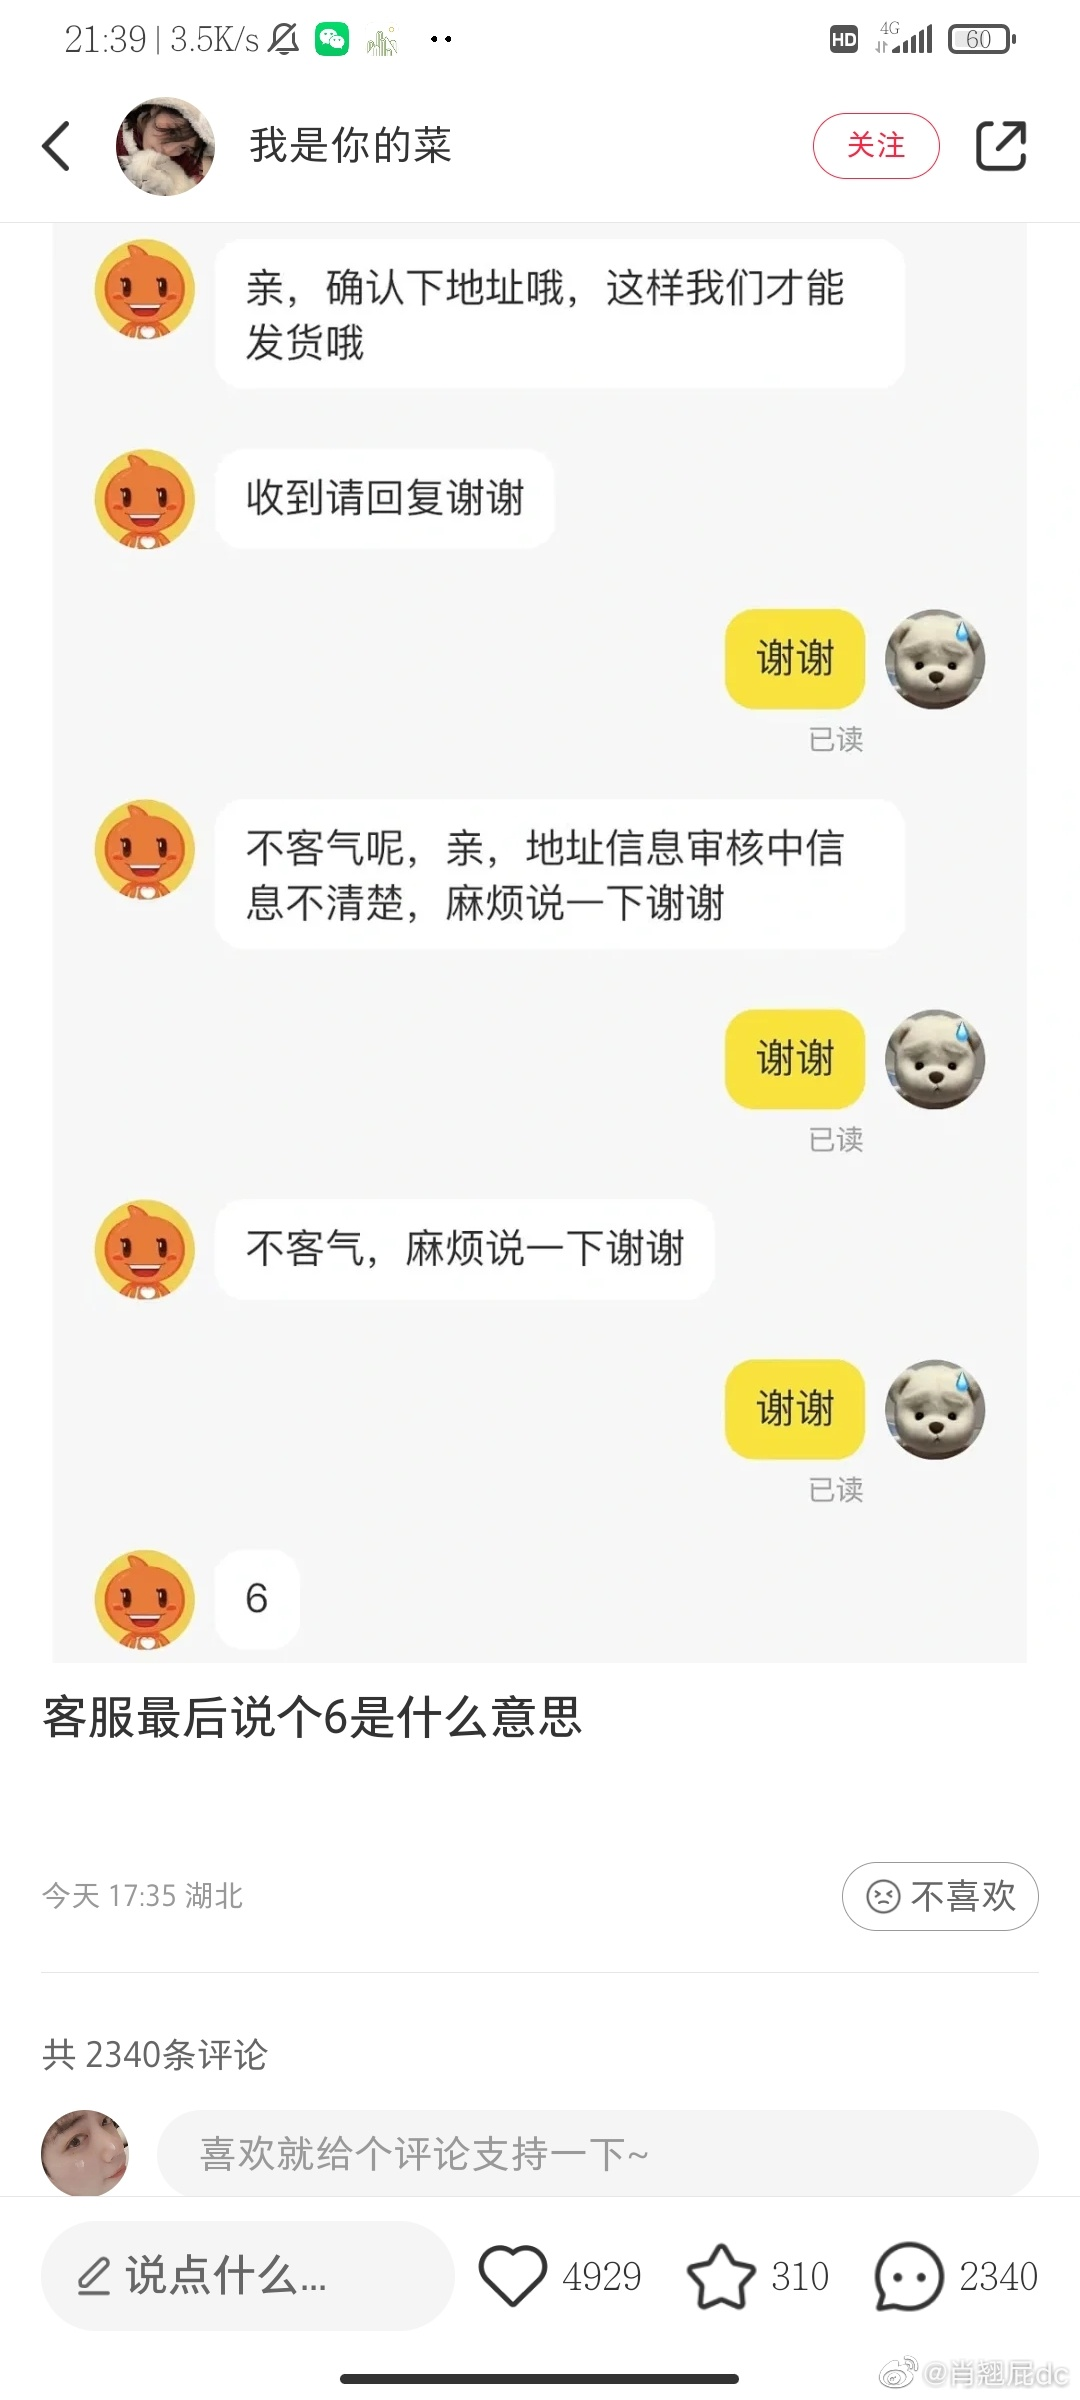 21:39 | 3.5K/s
HD 4G 60
我是你的菜
关注
亲，确认下地址哦，这样我们才能
发货哦
收到请回复谢谢
谢谢
已读
不客气呢，亲，地址信息审核中信
息不清楚，麻烦说一下谢谢
谢谢
已读
不客气，麻烦说一下谢谢
谢谢
已读
6
客服最后说个6是什么意思
今天 17:35 湖北
不喜欢
共 2340条评论
喜欢就给个评论支持一下~
说点什么...
4929
310
2340
@肖翘屁dc